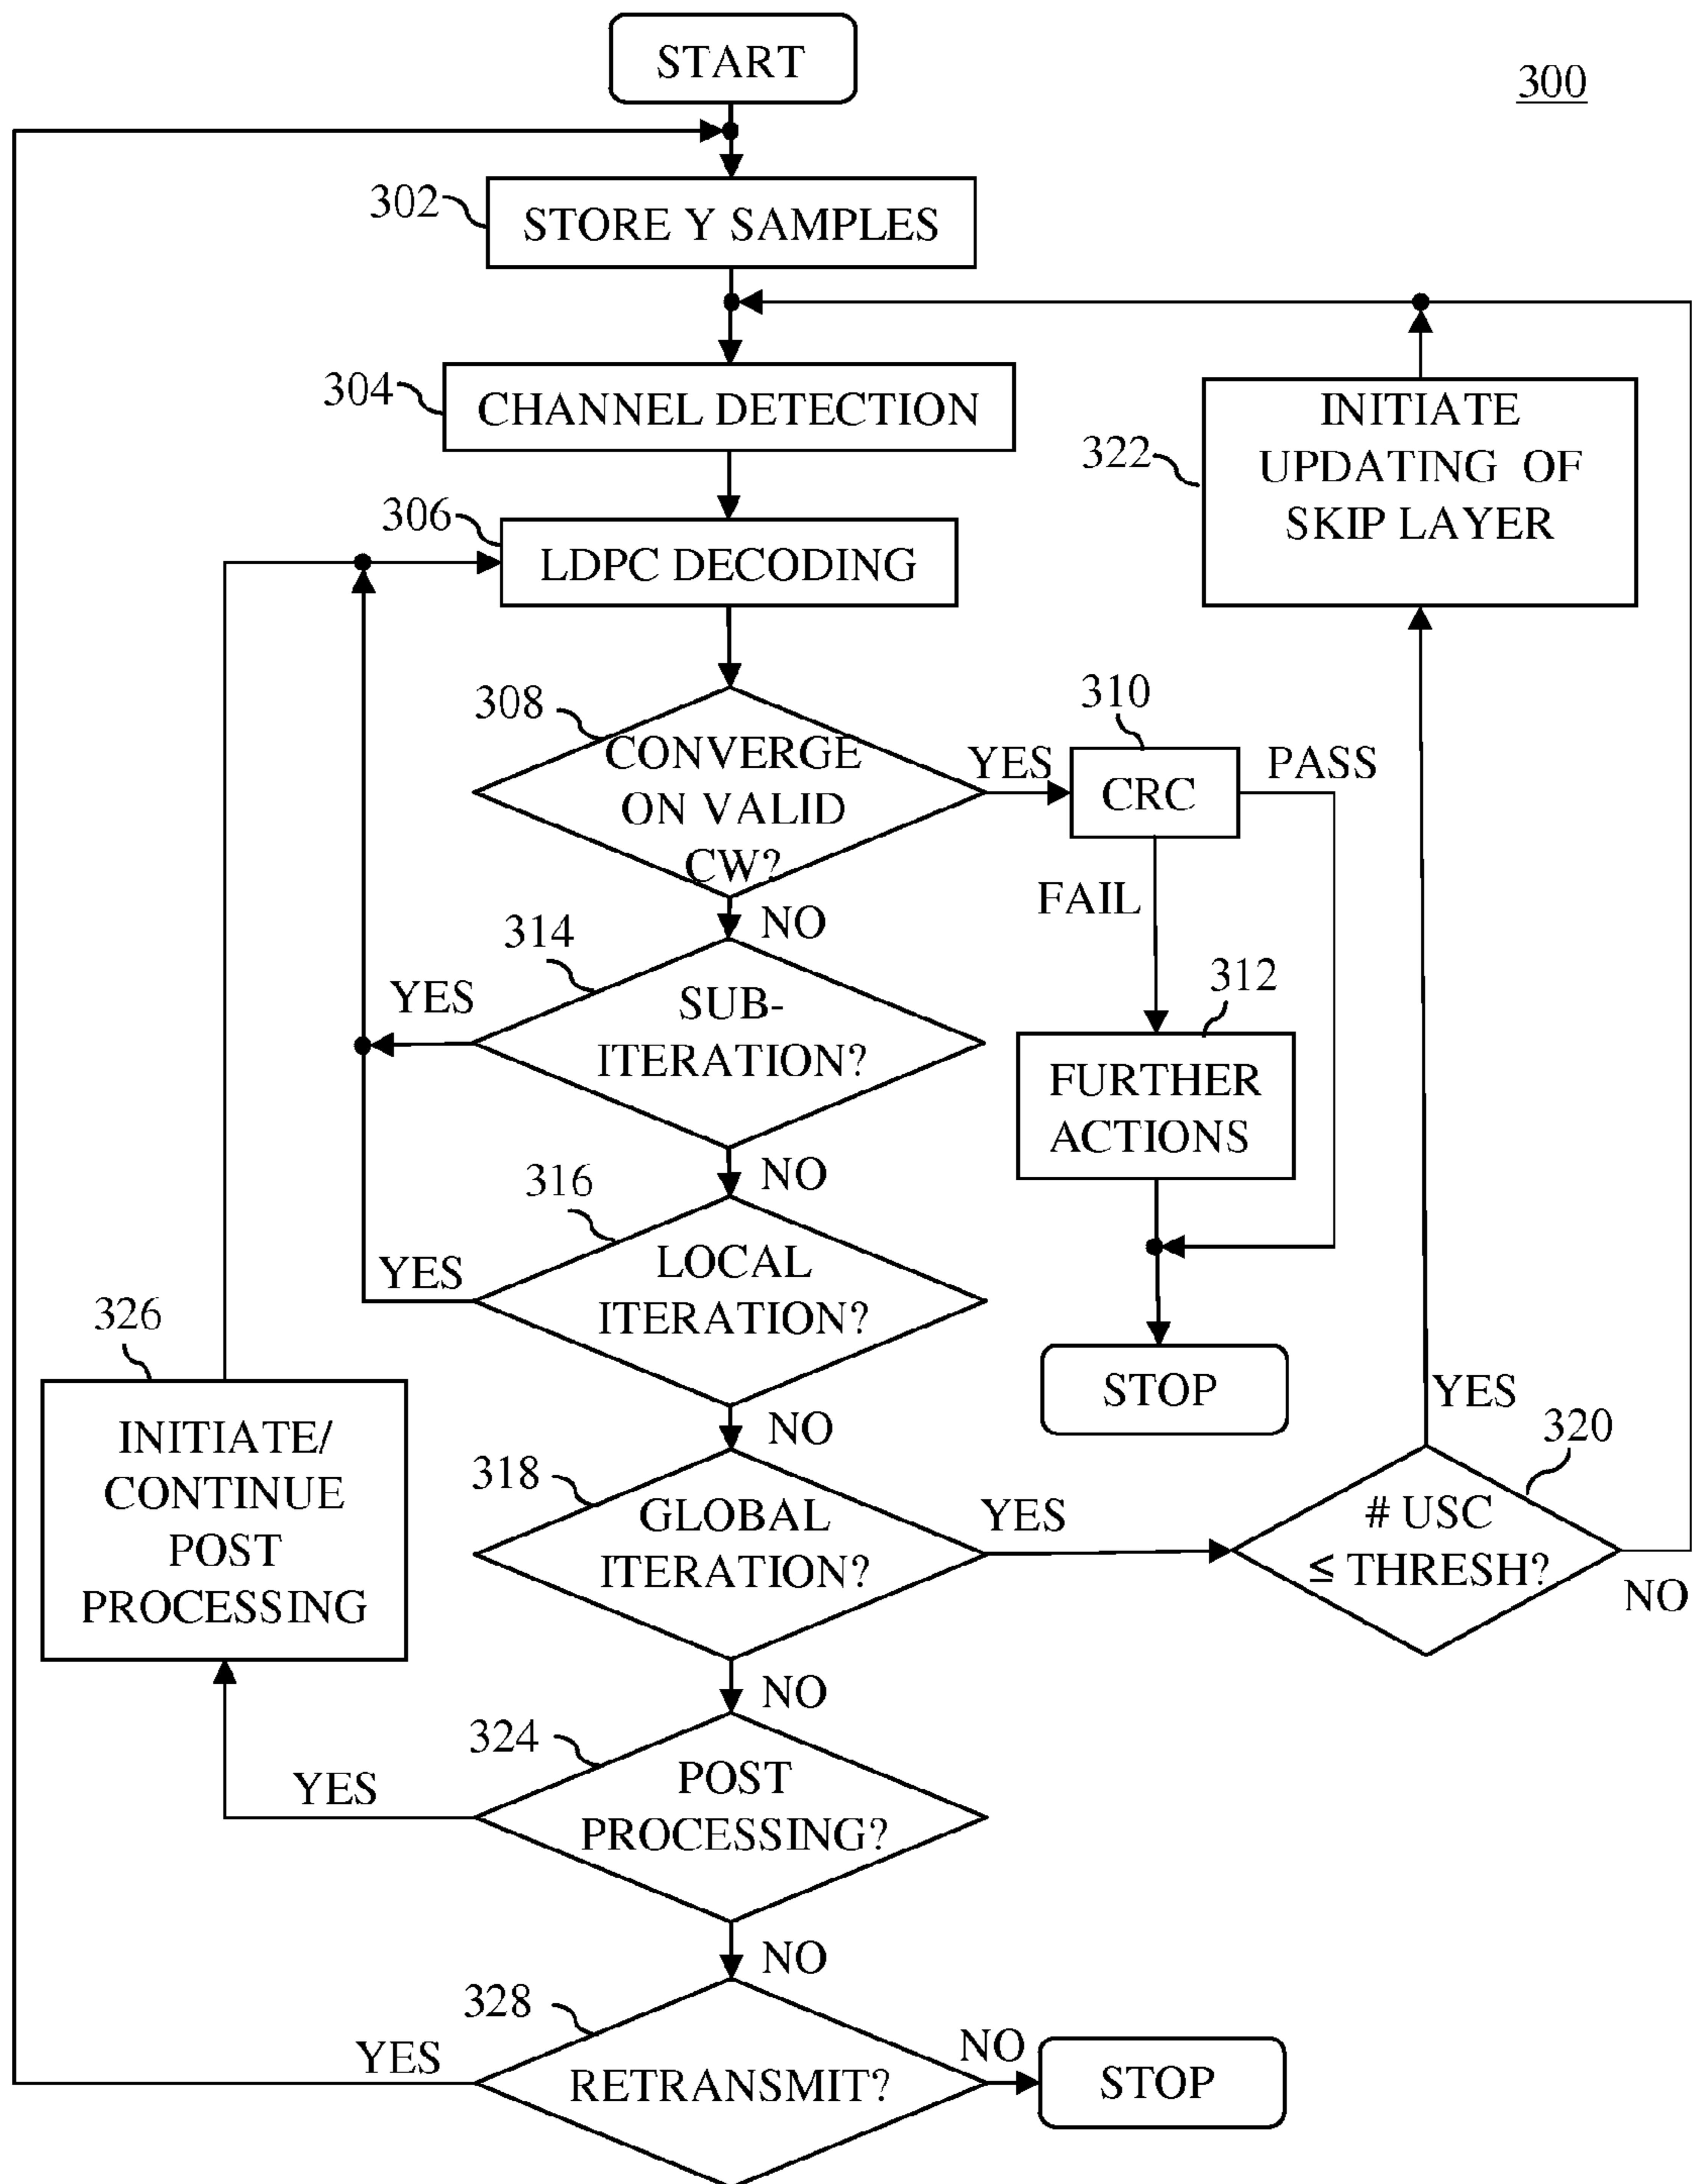 START
300
302
STORE Y SAMPLES
304
CHANNEL DETECTION
INITIATE
UPDATING OF
SKIP LAYER
322
306
LDPC DECODING
308
CONVERGE
ON VALID
CW?
YES
310
CRC
PASS
FAIL
NO
314
SUB-
ITERATION?
YES
312
FURTHER
ACTIONS
NO
316
LOCAL
ITERATION?
YES
326
INITIATE/
CONTINUE
POST
PROCESSING
STOP
NO
318
GLOBAL
ITERATION?
YES
YES
320
# USC
≤ THRESH?
NO
NO
324
POST
PROCESSING?
YES
NO
328
RETRANSMIT?
YES
NO
STOP